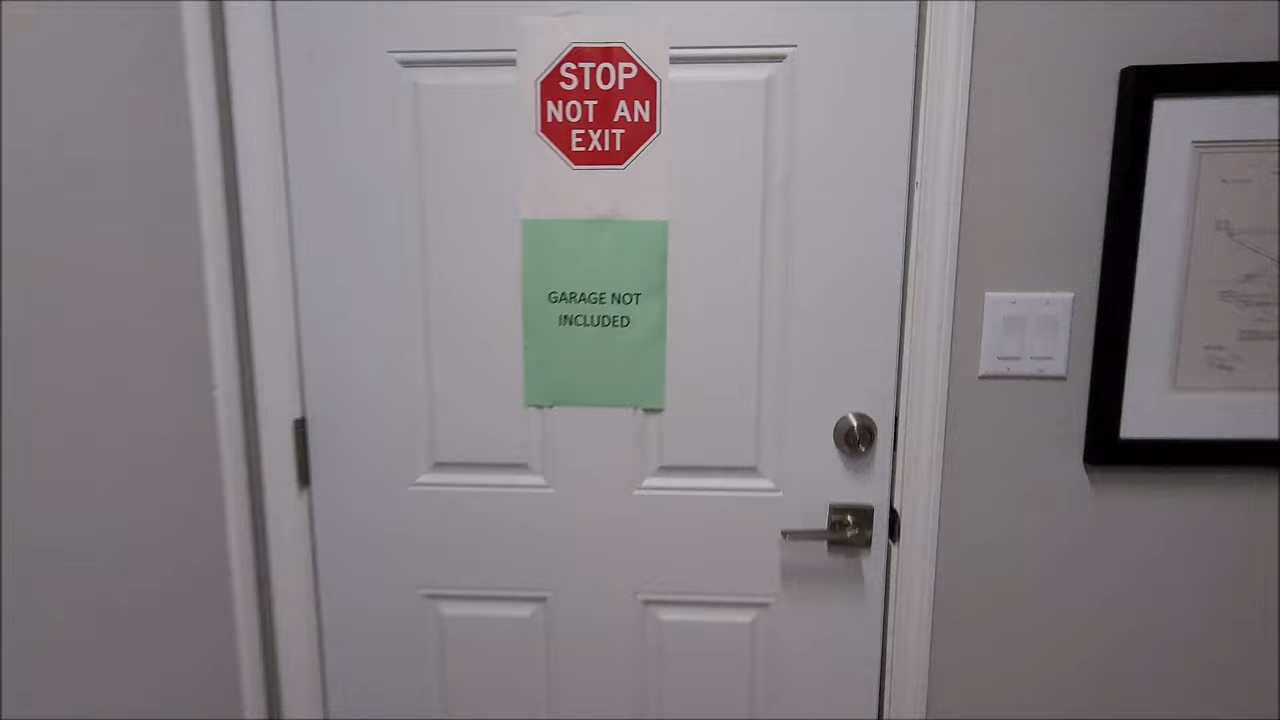 STOP
NOT AN
EXIT
GARAGE NOT
INCLUDED